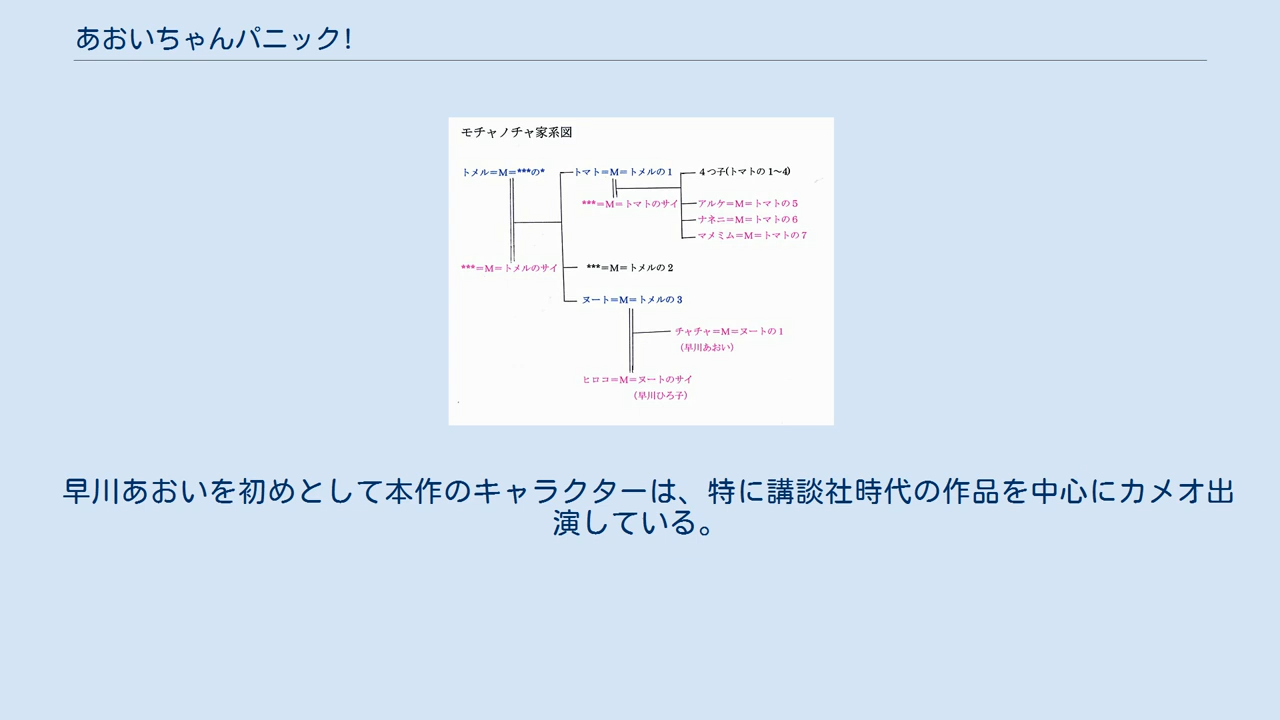 あおいちゃんパニック!
モチャノチャ家系図
トメル＝M＝***の*
トマト＝M＝トメルの１
４つ子(トマトの 1〜4)
***＝M＝トマトのサイ
アルケ＝M＝トマトの５
ナネニ＝M＝トマトの６
マメミム＝M＝トマトの７
***＝M＝トメルのサイ
***＝M＝トメルの２
ヌート＝M＝トメルの３
チャチャ＝M＝ヌートの１
（早川あおい）
ヒロコ＝M＝ヌートのサイ
（早川ひろ子）
早川あおいを初めとして本作のキャラクターは、特に講談社時代の作品を中心にカメオ出
演している。